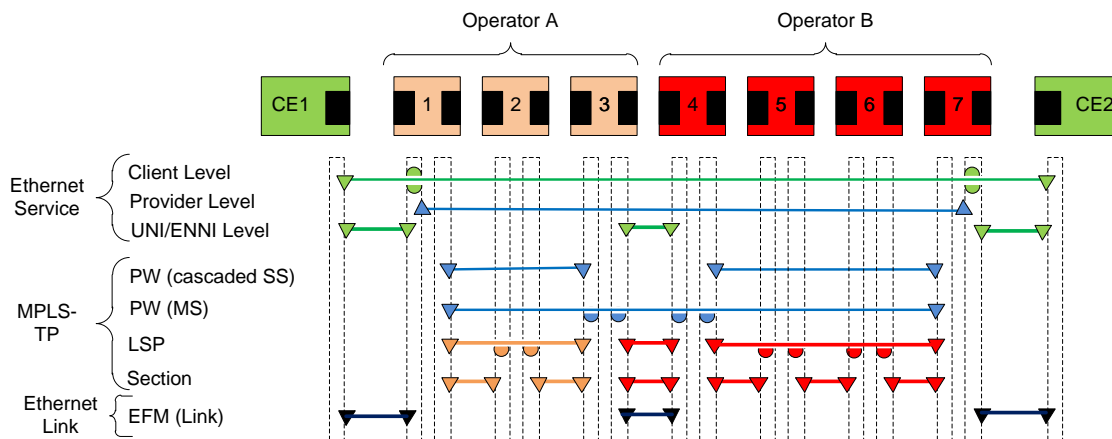 Operator A
Operator B
CE1
1
2
3
4
5
6
7
CE2
Ethernet
Service
Client Level
Provider Level
UNI/ENNI Level
MPLS-
TP
PW (cascaded SS)
PW (MS)
LSP
Section
Ethernet
Link
EFM (Link)